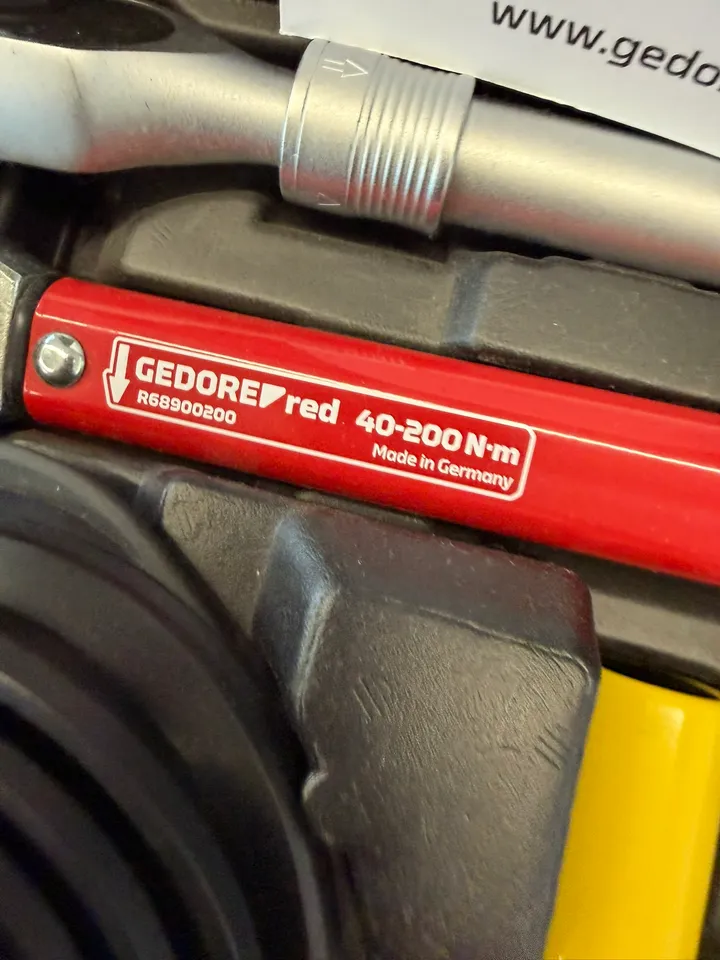 www.gedo
GEDORE red 40-200 N·m
R68900200
Made in Germany